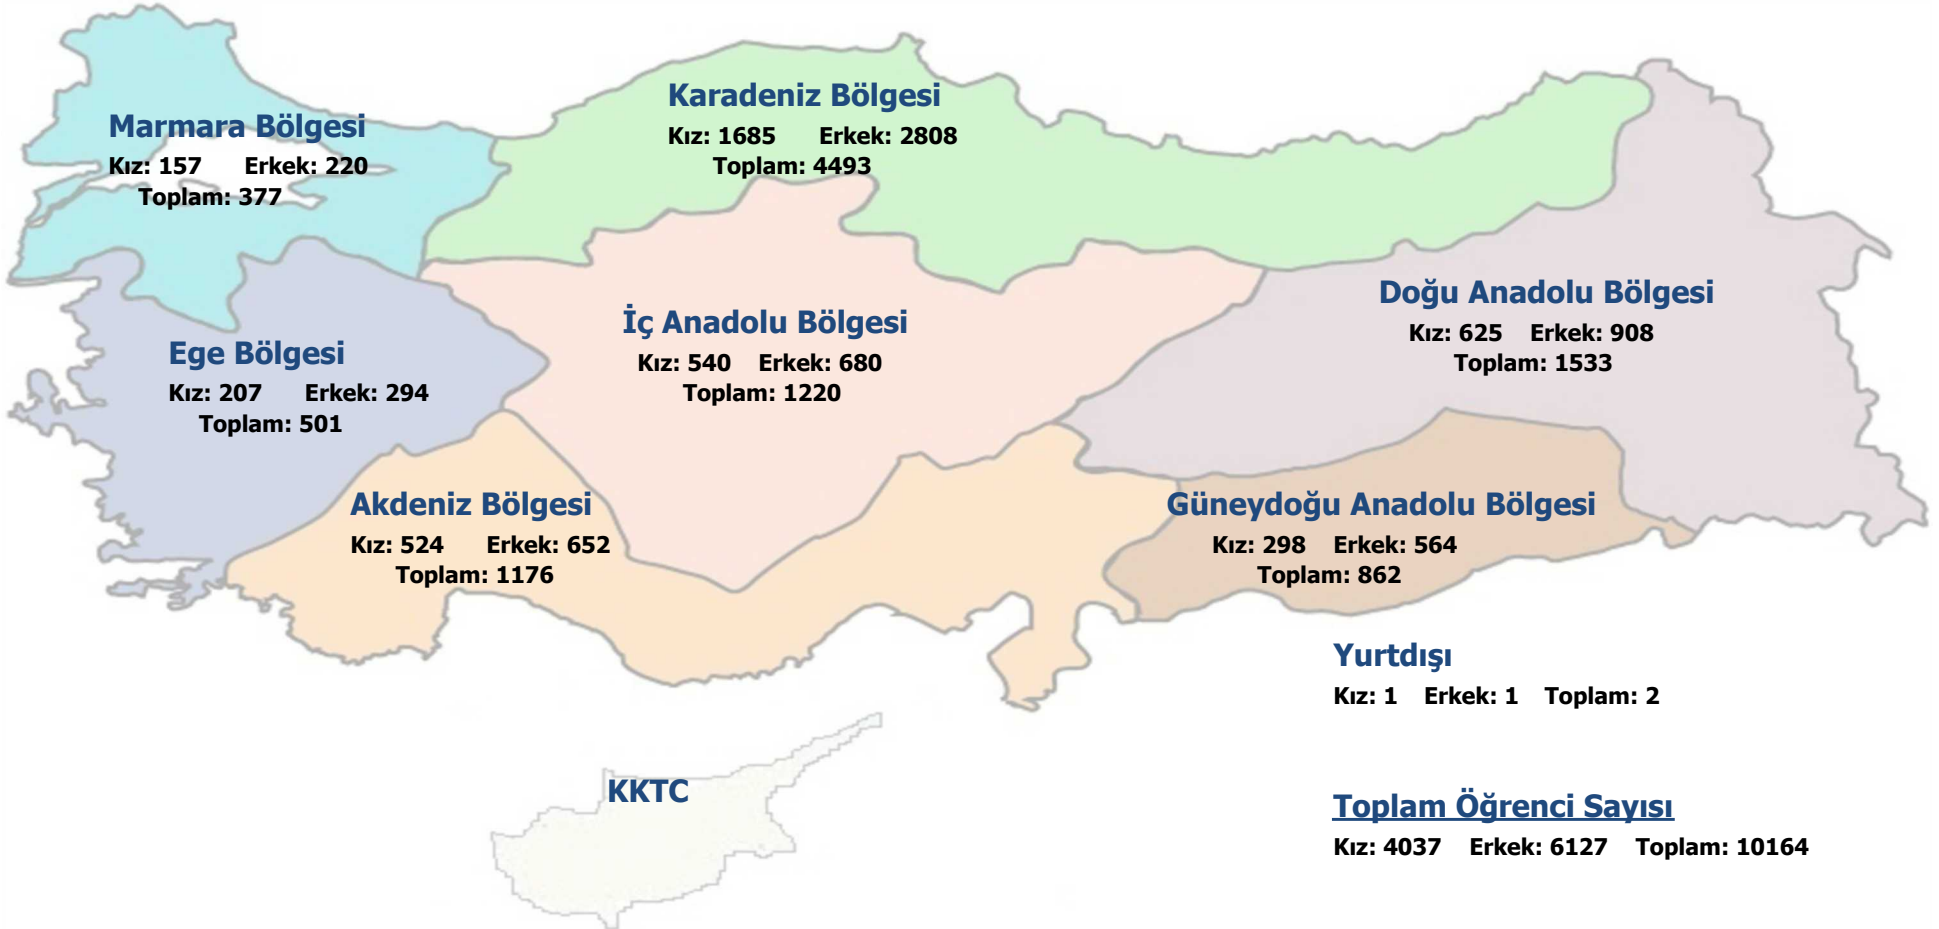 Karadeniz Bölgesi
Kız: 1685 Erkek: 2808
Toplam: 4493
Marmara Bölgesi
Kız: 157 Erkek: 220
Toplam: 377
Doğu Anadolu Bölgesi
Kız: 625 Erkek: 908
Toplam: 1533
İç Anadolu Bölgesi
Kız: 540 Erkek: 680
Toplam: 1220
Ege Bölgesi
Kız: 207 Erkek: 294
Toplam: 501
Akdeniz Bölgesi
Kız: 524 Erkek: 652
Toplam: 1176
Güneydoğu Anadolu Bölgesi
Kız: 298 Erkek: 564
Toplam: 862
Yurtdışı
Kız: 1 Erkek: 1 Toplam: 2
KKTC
Toplam Öğrenci Sayısı
Kız: 4037 Erkek: 6127 Toplam: 10164